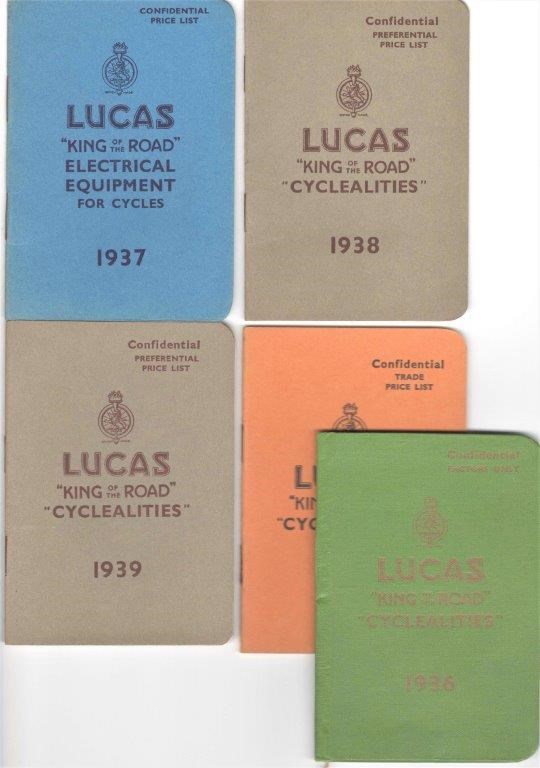 CONFIDENTIAL
PRICE LIST
LUCAS
"KING OF THE ROAD"
ELECTRICAL
EQUIPMENT
FOR CYCLES
1937
Confidential
PREFERENTIAL
PRICE LIST
LUCAS
"KING OF THE ROAD"
"CYCLEALITIES"
1938
Confidential
PREFERENTIAL
PRICE LIST
LUCAS
"KING OF THE ROAD"
"CYCLEALITIES"
1939
Confidential
TRADE
PRICE LIST
Confidential
FACTORS ONLY
LUCAS
"KING OF THE ROAD"
"CYCLEALITIES"
1936